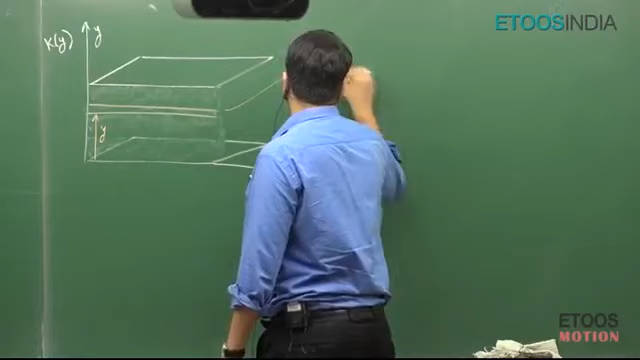 ETOOSINDIA
K(y)
y
y
ETOOS
MOTION